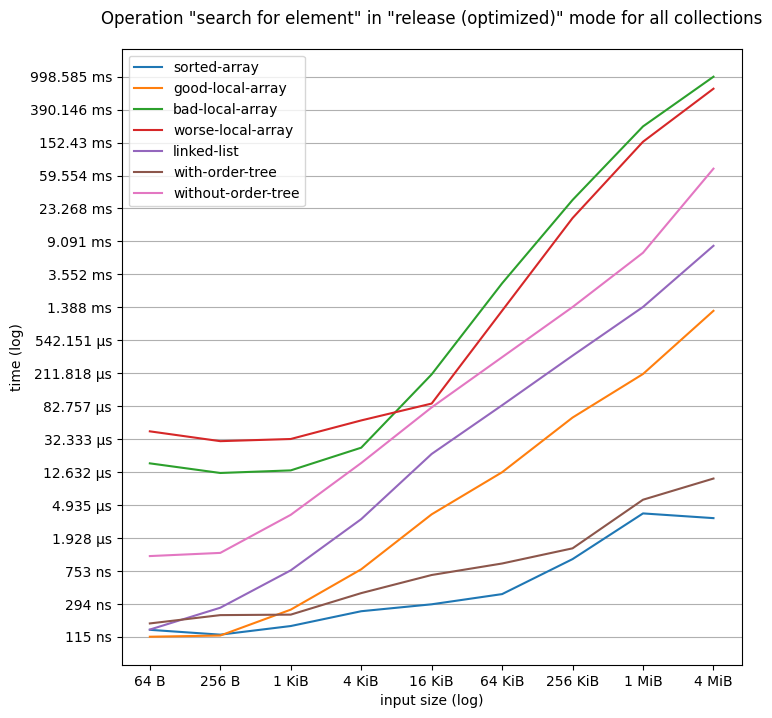 Operation "search for element" in "release (optimized)" mode for all collections
sorted-array
good-local-array
bad-local-array
worse-local-array
linked-list
with-order-tree
without-order-tree
998.585 ms
390.146 ms
152.43 ms
59.554 ms
23.268 ms
9.091 ms
3.552 ms
1.388 ms
542.151 µs
211.818 µs
82.757 µs
32.333 µs
12.632 µs
4.935 µs
1.928 µs
753 ns
294 ns
115 ns
time (log)
64 B 256 B 1 KiB 4 KiB 16 KiB 64 KiB 256 KiB 1 MiB 4 MiB
input size (log)